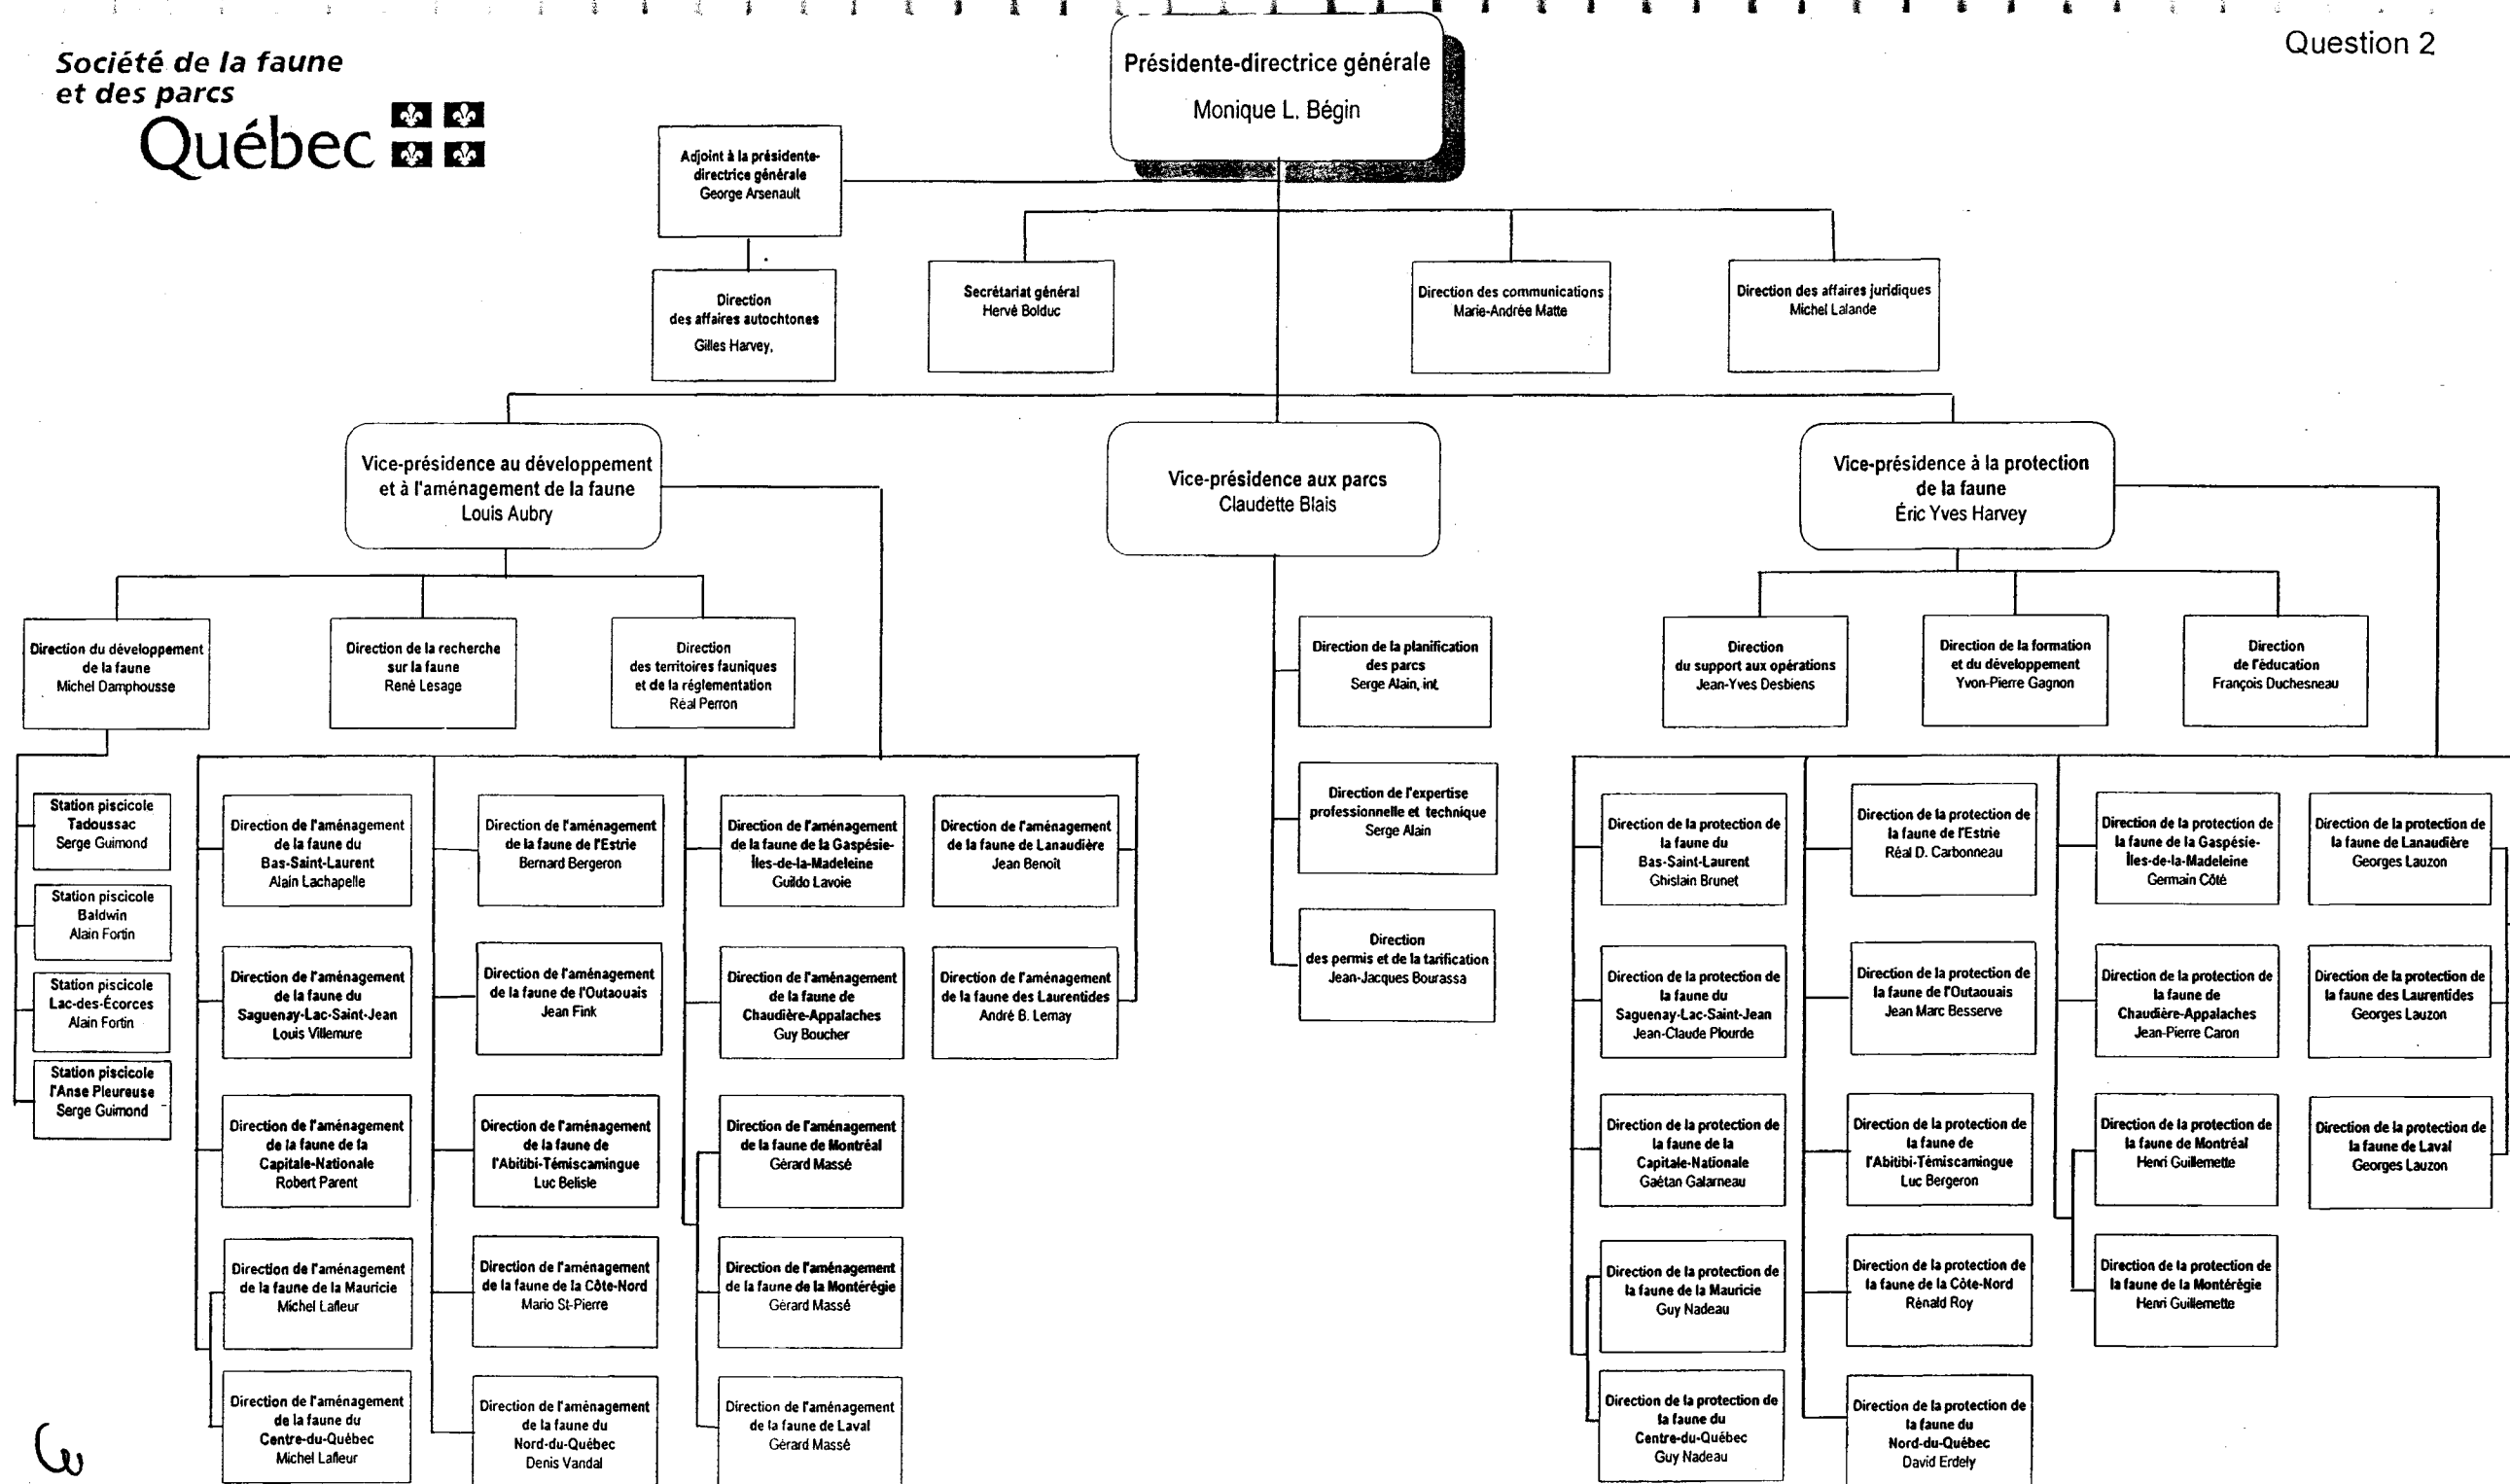 Question 2
Société de la faune
et des parcs
Québec
Présidente-directrice générale
Monique L. Bégin
Adjoint à la présidente-
directrice générale
George Arsenault
Direction
des affaires autochtones
Gilles Harvey,
Secrétariat général
Hervé Bolduc
Direction des communications
Marie-Andrée Matte
Direction des affaires juridiques
Michel Lalande
Vice-présidence au développement
et à l'aménagement de la faune
Louis Aubry
Vice-présidence aux parcs
Claudette Blais
Vice-présidence à la protection
de la faune
Éric Yves Harvey
Direction du développement
de la faune
Michel Damphousse
Direction de la recherche
sur la faune
René Lesage
Direction
des territoires fauniques
et de la réglementation
Réal Perron
Direction de la planification
des parcs
Serge Alain, int.
Direction
du support aux opérations
Jean-Yves Desbiens
Direction de la formation
et du développement
Yvon-Pierre Gagnon
Direction
de l'éducation
François Duchesneau
Station piscicole
Tadoussac
Serge Guimond
Station piscicole
Baldwin
Alain Fortin
Station piscicole
Lac-des-Écorces
Alain Fortin
Station piscicole
l'Anse Pleureuse
Serge Guimond
Direction de l'aménagement
de la faune du
Bas-Saint-Laurent
Alain Lachapelle
Direction de l'aménagement
de la faune du
Saguenay-Lac-Saint-Jean
Louis Villemure
Direction de l'aménagement
de la faune de la
Capitale-Nationale
Robert Parent
Direction de l'aménagement
de la faune de la Mauricie
Michel Lafleur
Direction de l'aménagement
de la faune du
Centre-du-Québec
Michel Lafleur
Direction de l'aménagement
de la faune de l'Estrie
Bernard Bergeron
Direction de l'aménagement
de la faune de l'Outaouais
Jean Fink
Direction de l'aménagement
de la faune de
l'Abitibi-Témiscamingue
Luc Belisle
Direction de l'aménagement
de la faune de la Côte-Nord
Mario St-Pierre
Direction de l'aménagement
de la faune du
Nord-du-Québec
Denis Vandal
Direction de l'aménagement
de la faune de la Gaspésie-
Îles-de-la-Madeleine
Guildo Lavoie
Direction de l'aménagement
de la faune de
Chaudière-Appalaches
Guy Boucher
Direction de l'aménagement
de la faune de Montréal
Gérard Massé
Direction de l'aménagement
de la faune de la Montérégie
Gérard Massé
Direction de l'aménagement
de la faune de Laval
Gérard Massé
Direction de l'aménagement
de la faune de Lanaudière
Jean Benoît
Direction de l'aménagement
de la faune des Laurentides
André B. Lemay
Direction de l'expertise
professionnelle et technique
Serge Alain
Direction
des permis et de la tarification
Jean-Jacques Bourassa
Direction de la protection de
la faune du
Bas-Saint-Laurent
Ghislain Brunet
Direction de la protection de
la faune du
Saguenay-Lac-Saint-Jean
Jean-Claude Plourde
Direction de la protection de
la faune de la
Capitale-Nationale
Gaétan Galarneau
Direction de la protection de
la faune de la Mauricie
Guy Nadeau
Direction de la protection de
la faune du
Centre-du-Québec
Guy Nadeau
Direction de la protection de
la faune de l'Estrie
Réal D. Carbonneau
Direction de la protection de
la faune de l'Outaouais
Jean Marc Besserve
Direction de la protection de
la faune de
l'Abitibi-Témiscamingue
Luc Bergeron
Direction de la protection de
la faune de la Côte-Nord
Rénald Roy
Direction de la protection de
la faune du
Nord-du-Québec
David Erdely
Direction de la protection de
la faune de la Gaspésie-
Îles-de-la-Madeleine
Germain Côté
Direction de la protection de
la faune de
Chaudière-Appalaches
Jean-Pierre Caron
Direction de la protection de
la faune de Montréal
Henri Guillemette
Direction de la protection de
la faune de la Montérégie
Henri Guillemette
Direction de la protection de
la faune de Lanaudière
Georges Lauzon
Direction de la protection de
la faune des Laurentides
Georges Lauzon
Direction de la protection de
la faune de Laval
Georges Lauzon